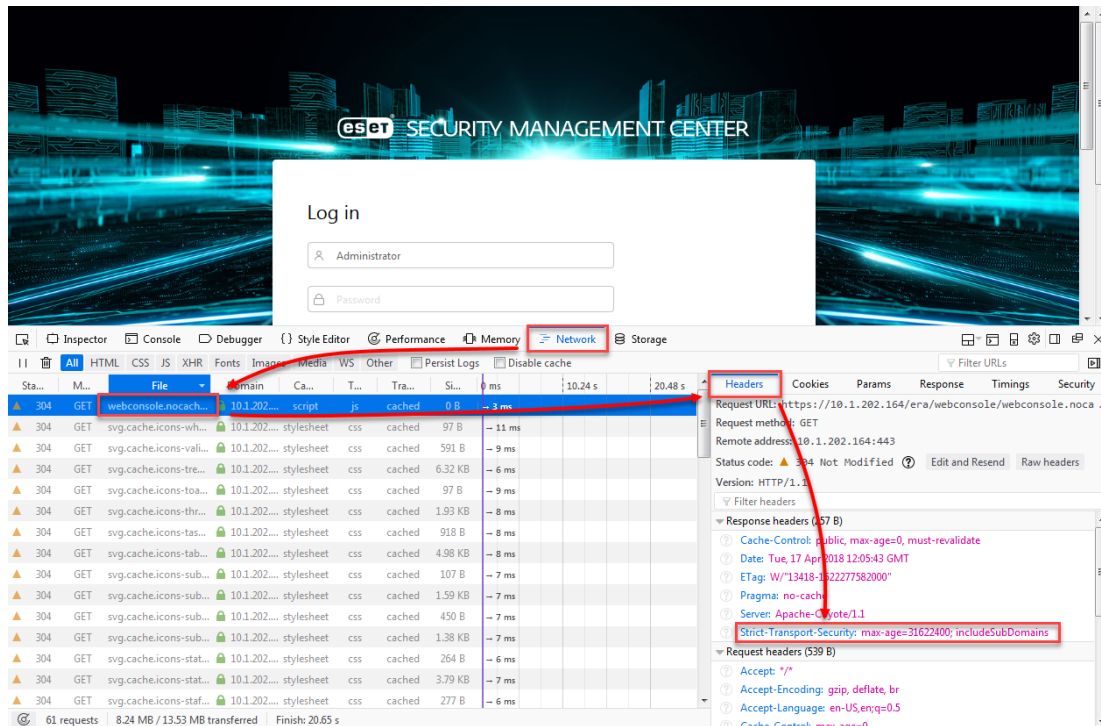 eset SECURITY MANAGEMENT CENTER
Log in
Administrator
Password
Inspector Console Debugger {} Style Editor Performance Memory Network Storage
All HTML CSS JS XHR Fonts Images Media WS Other Persist Logs Disable cache Filter URLs
Sta... M... File Domain Ca... T... Tra... Si... 0 ms 10.24 s 20.48 s
304 GET webconsole.nocach... 10.1.202.... script js cached 0 B → 3 ms
304 GET svg.cache.icons-wh... 10.1.202.... stylesheet css cached 97 B → 11 ms
304 GET svg.cache.icons-vali... 10.1.202.... stylesheet css cached 591 B → 9 ms
304 GET svg.cache.icons-tre... 10.1.202.... stylesheet css cached 6.32 KB → 6 ms
304 GET svg.cache.icons-toa... 10.1.202.... stylesheet css cached 97 B → 9 ms
304 GET svg.cache.icons-thr... 10.1.202.... stylesheet css cached 1.93 KB → 8 ms
304 GET svg.cache.icons-tas... 10.1.202.... stylesheet css cached 918 B → 8 ms
304 GET svg.cache.icons-tab... 10.1.202.... stylesheet css cached 4.98 KB → 8 ms
304 GET svg.cache.icons-sub... 10.1.202.... stylesheet css cached 107 B → 7 ms
304 GET svg.cache.icons-sub... 10.1.202.... stylesheet css cached 1.59 KB → 7 ms
304 GET svg.cache.icons-sub... 10.1.202.... stylesheet css cached 450 B → 7 ms
304 GET svg.cache.icons-sub... 10.1.202.... stylesheet css cached 1.38 KB → 7 ms
304 GET svg.cache.icons-stat... 10.1.202.... stylesheet css cached 264 B → 6 ms
304 GET svg.cache.icons-stat... 10.1.202.... stylesheet css cached 3.79 KB → 7 ms
304 GET svg.cache.icons-staf... 10.1.202.... stylesheet css cached 277 B → 6 ms
61 requests 8.24 MB / 13.53 MB transferred Finish: 20.65 s
Headers Cookies Params Response Timings Security
Request URL: https://10.1.202.164/era/webconsole/webconsole.noca...
Request method: GET
Remote address: 10.1.202.164:443
Status code: 304 Not Modified Edit and Resend Raw headers
Version: HTTP/1.1
Filter headers
Response headers (257 B)
Cache-Control: public, max-age=0, must-revalidate
Date: Tue, 17 Apr 2018 12:05:43 GMT
ETag: W/"13418-1522277582000"
Pragma: no-cache
Server: Apache-Coyote/1.1
Strict-Transport-Security: max-age=31622400; includeSubDomains
Request headers (539 B)
Accept: */*
Accept-Encoding: gzip, deflate, br
Accept-Language: en-US,en;q=0.5
Cache-Control: max-age=0